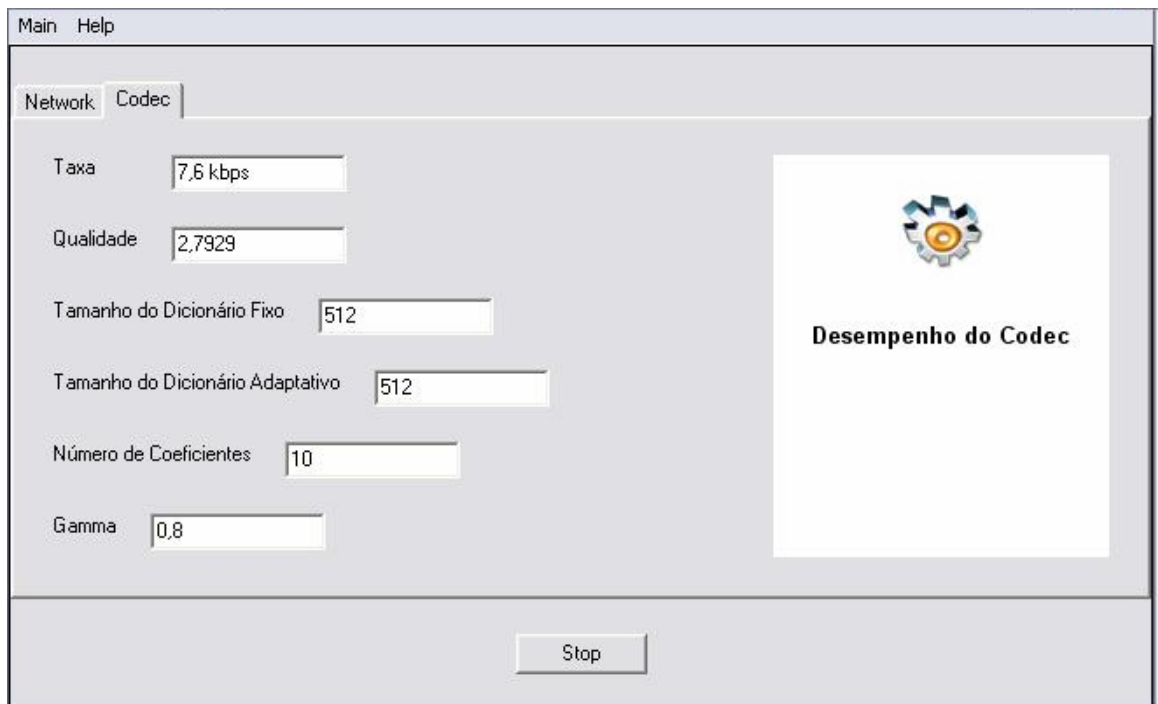 Main Help
Network Codec
Taxa 7,6 kbps
Qualidade 2,7929
Tamanho do Dicionário Fixo 512
Tamanho do Dicionário Adaptativo 512
Número de Coeficientes 10
Gamma 0,8
Desempenho do Codec
Stop